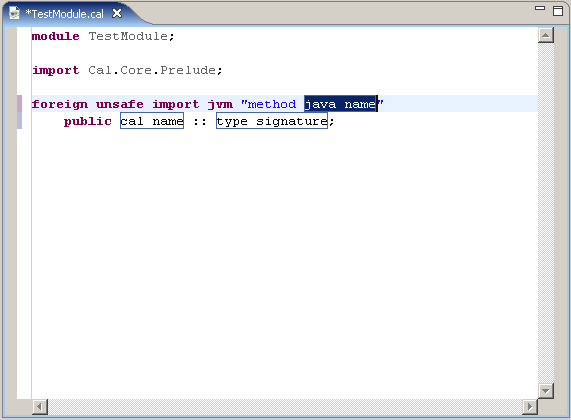 *TestModule.cal
module TestModule;
import Cal.Core.Prelude;
foreign unsafe import jvm "method java name"
public cal name :: type signature;